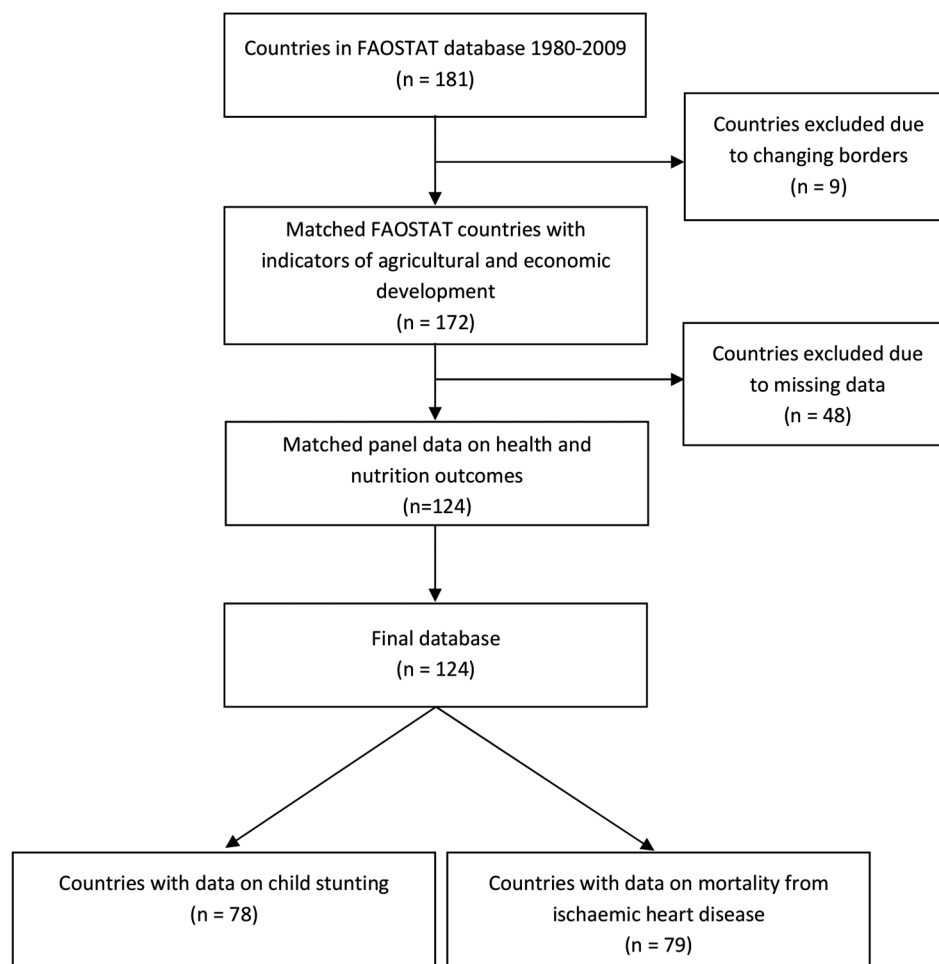 Countries in FAOSTAT database 1980-2009
(n = 181)
Countries excluded due
to changing borders
(n = 9)
Matched FAOSTAT countries with
indicators of agricultural and economic
development
(n = 172)
Countries excluded due
to missing data
(n = 48)
Matched panel data on health and
nutrition outcomes
(n=124)
Final database
(n = 124)
Countries with data on child stunting
(n = 78)
Countries with data on mortality from
ischaemic heart disease
(n = 79)